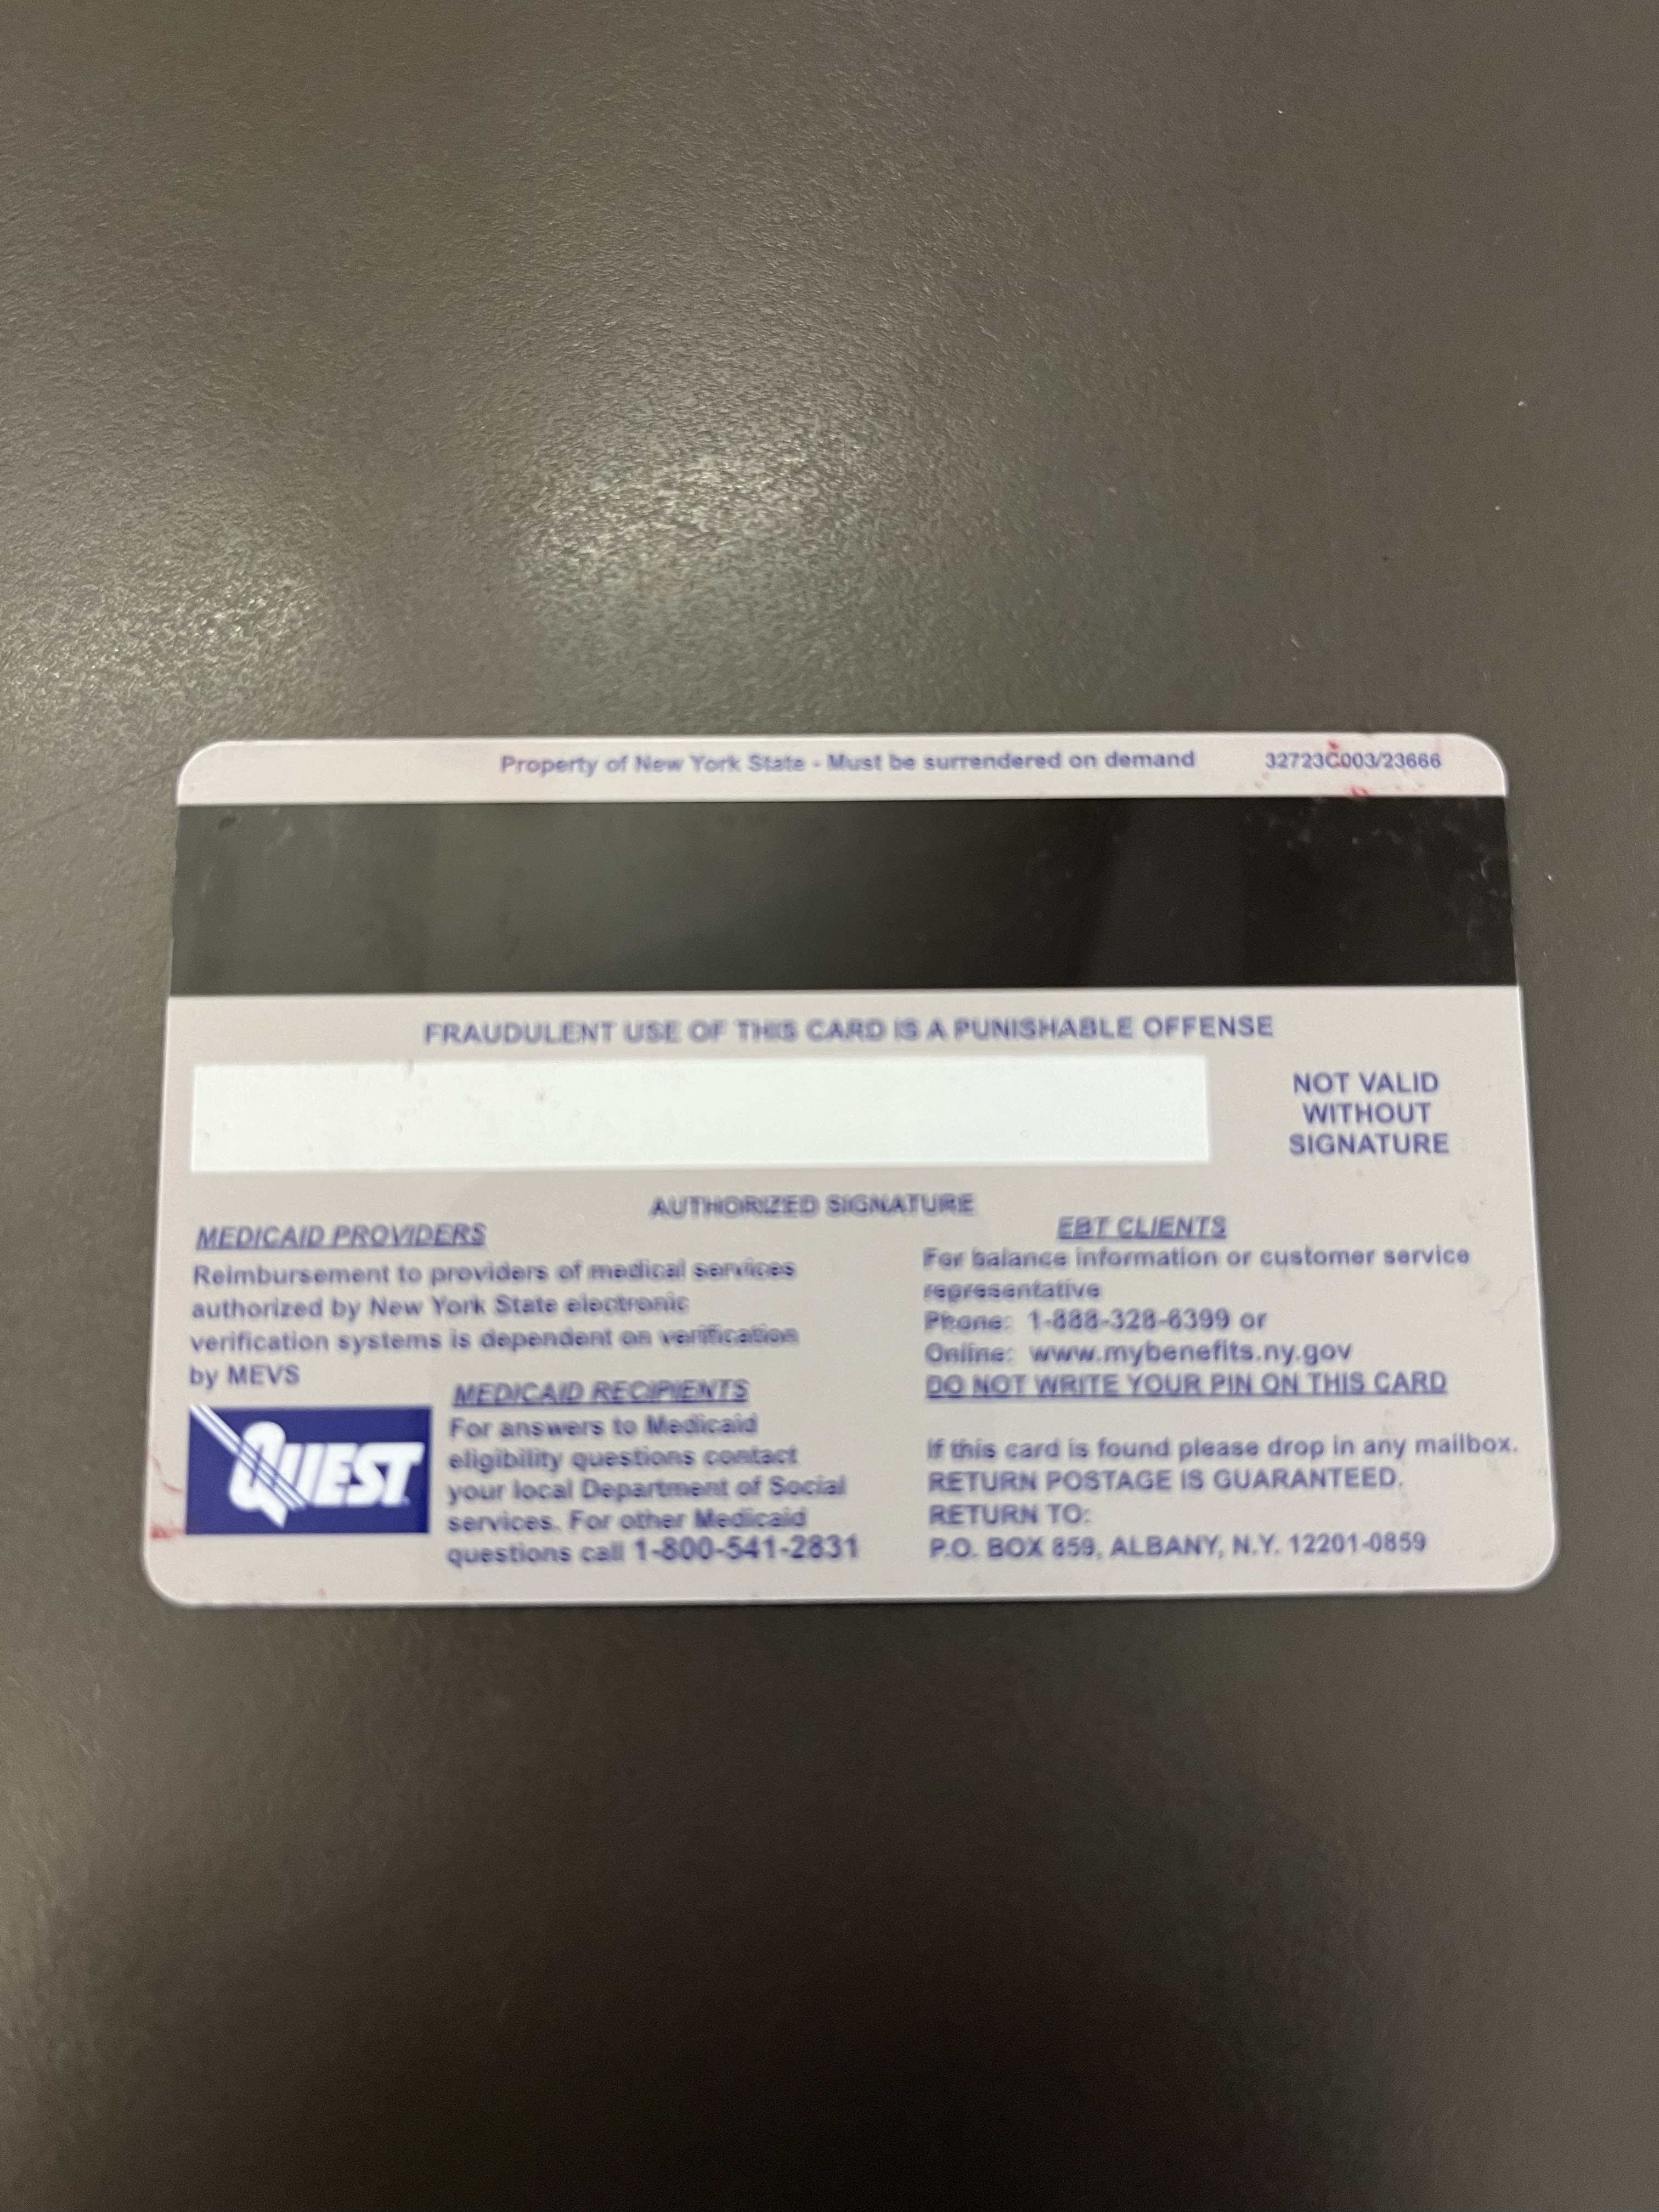 Property of New York State - Must be surrendered on demand 32723C003/23666
FRAUDULENT USE OF THIS CARD IS A PUNISHABLE OFFENSE
NOT VALID
WITHOUT
SIGNATURE
AUTHORIZED SIGNATURE
MEDICAID PROVIDERS
Reimbursement to providers of medical services
authorized by New York State electronic
verification systems is dependent on verification
by MEVS
QUEST
MEDICAID RECIPIENTS
For answers to Medicaid
eligibility questions contact
your local Department of Social
services. For other Medicaid
questions call 1-800-541-2831
EBT CLIENTS
For balance information or customer service
representative
Phone: 1-888-328-6399 or
Online: www.mybenefits.ny.gov
DO NOT WRITE YOUR PIN ON THIS CARD
If this card is found please drop in any mailbox.
RETURN POSTAGE IS GUARANTEED.
RETURN TO:
P.O. BOX 859, ALBANY, N.Y. 12201-0859